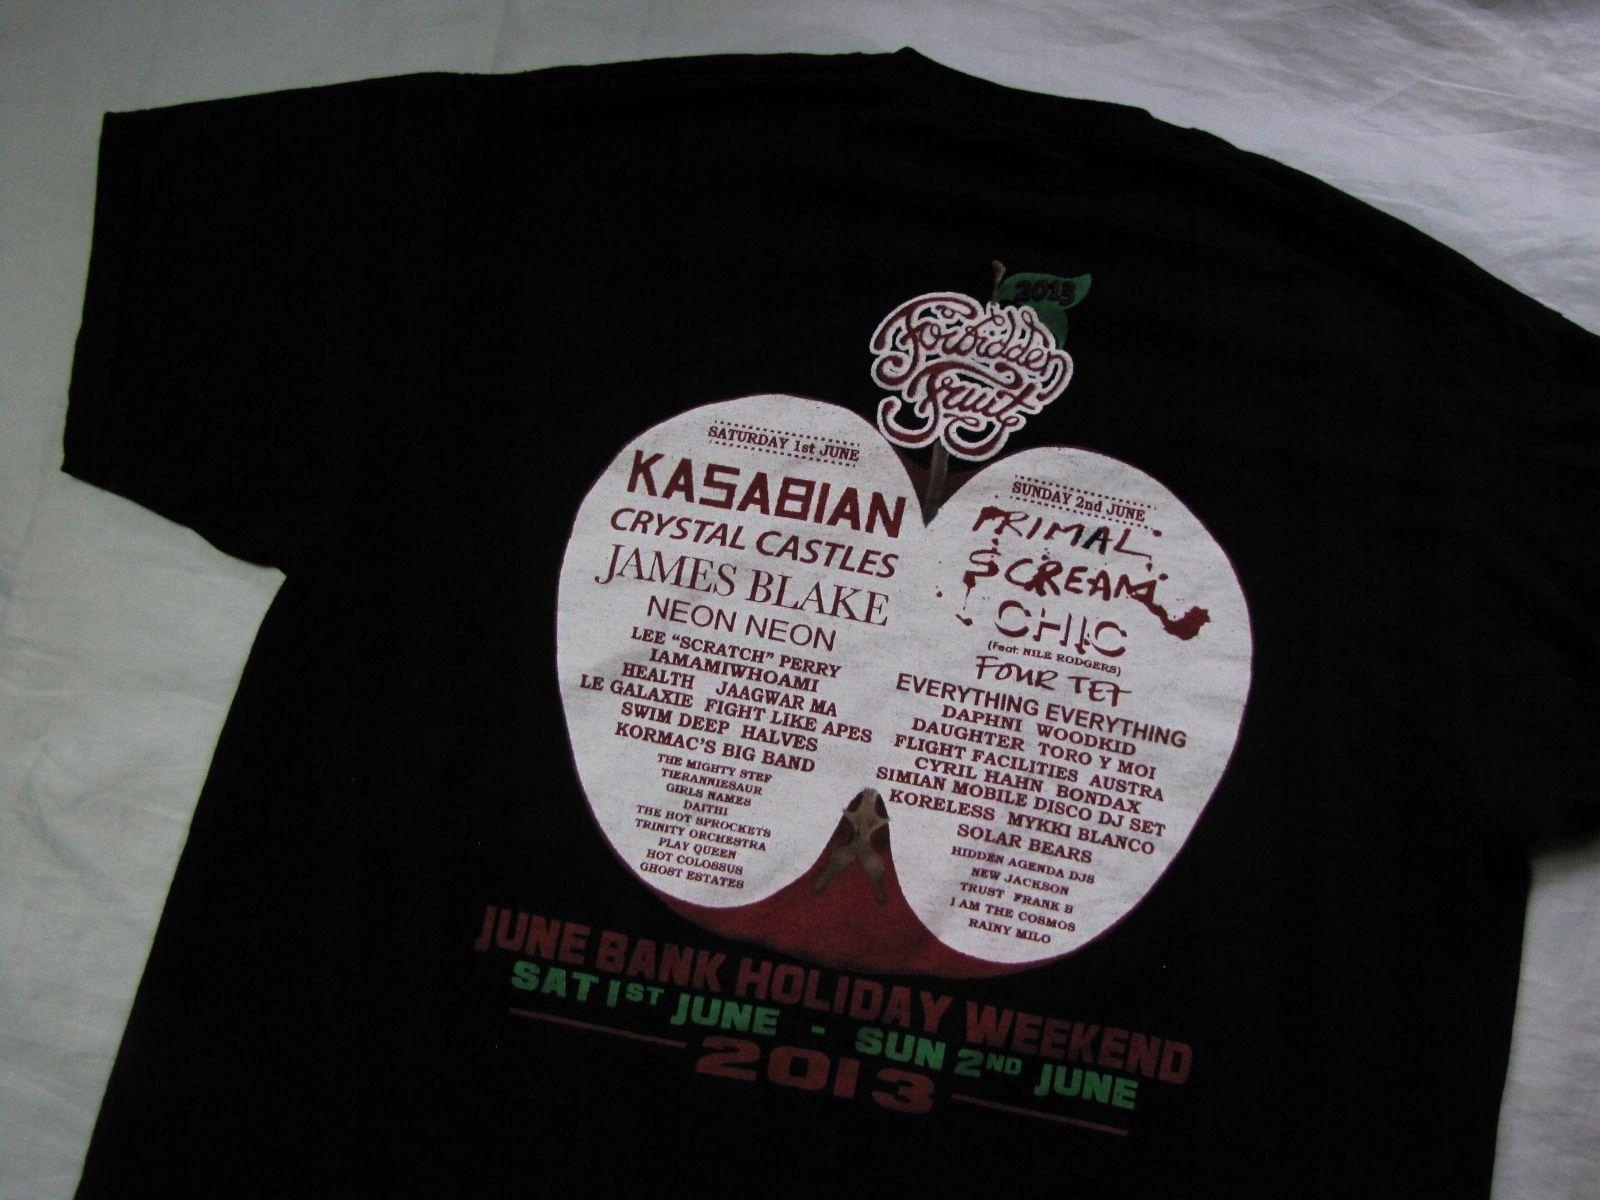 2013
Forbidden
Fruit
SATURDAY 1st JUNE
KASABIAN
CRYSTAL CASTLES
JAMES BLAKE
NEON NEON
LEE "SCRATCH" PERRY
IAMAMIWHOAMI
HEALTH JAAGWAR MA
LE GALAXIE FIGHT LIKE APES
SWIM DEEP HALVES
KORMAC'S BIG BAND
THE MIGHTY STEF
TIERANNIESAUR
GIRLS NAMES
DAITHI
THE HOT SPROCKETS
TRINITY ORCHESTRA
PLAY QUEEN
HOT COLOSSUS
GHOST ESTATES
SUNDAY 2nd JUNE
PRIMAL
SCREAM
CHIC
(Feat. NILE RODGERS)
FOUR TET
EVERYTHING EVERYTHING
DAPHNI WOODKID
DAUGHTER TORO Y MOI
FLIGHT FACILITIES AUSTRA
CYRIL HAHN BONDAX
SIMIAN MOBILE DISCO DJ SET
KORELESS MYKKI BLANCO
SOLAR BEARS
HIDDEN AGENDA DJS
NEW JACKSON
TRUST FRANK B
I AM THE COSMOS
RAINY MILO
JUNE BANK HOLIDAY WEEKEND
SAT 1ST JUNE - SUN 2ND JUNE
2013